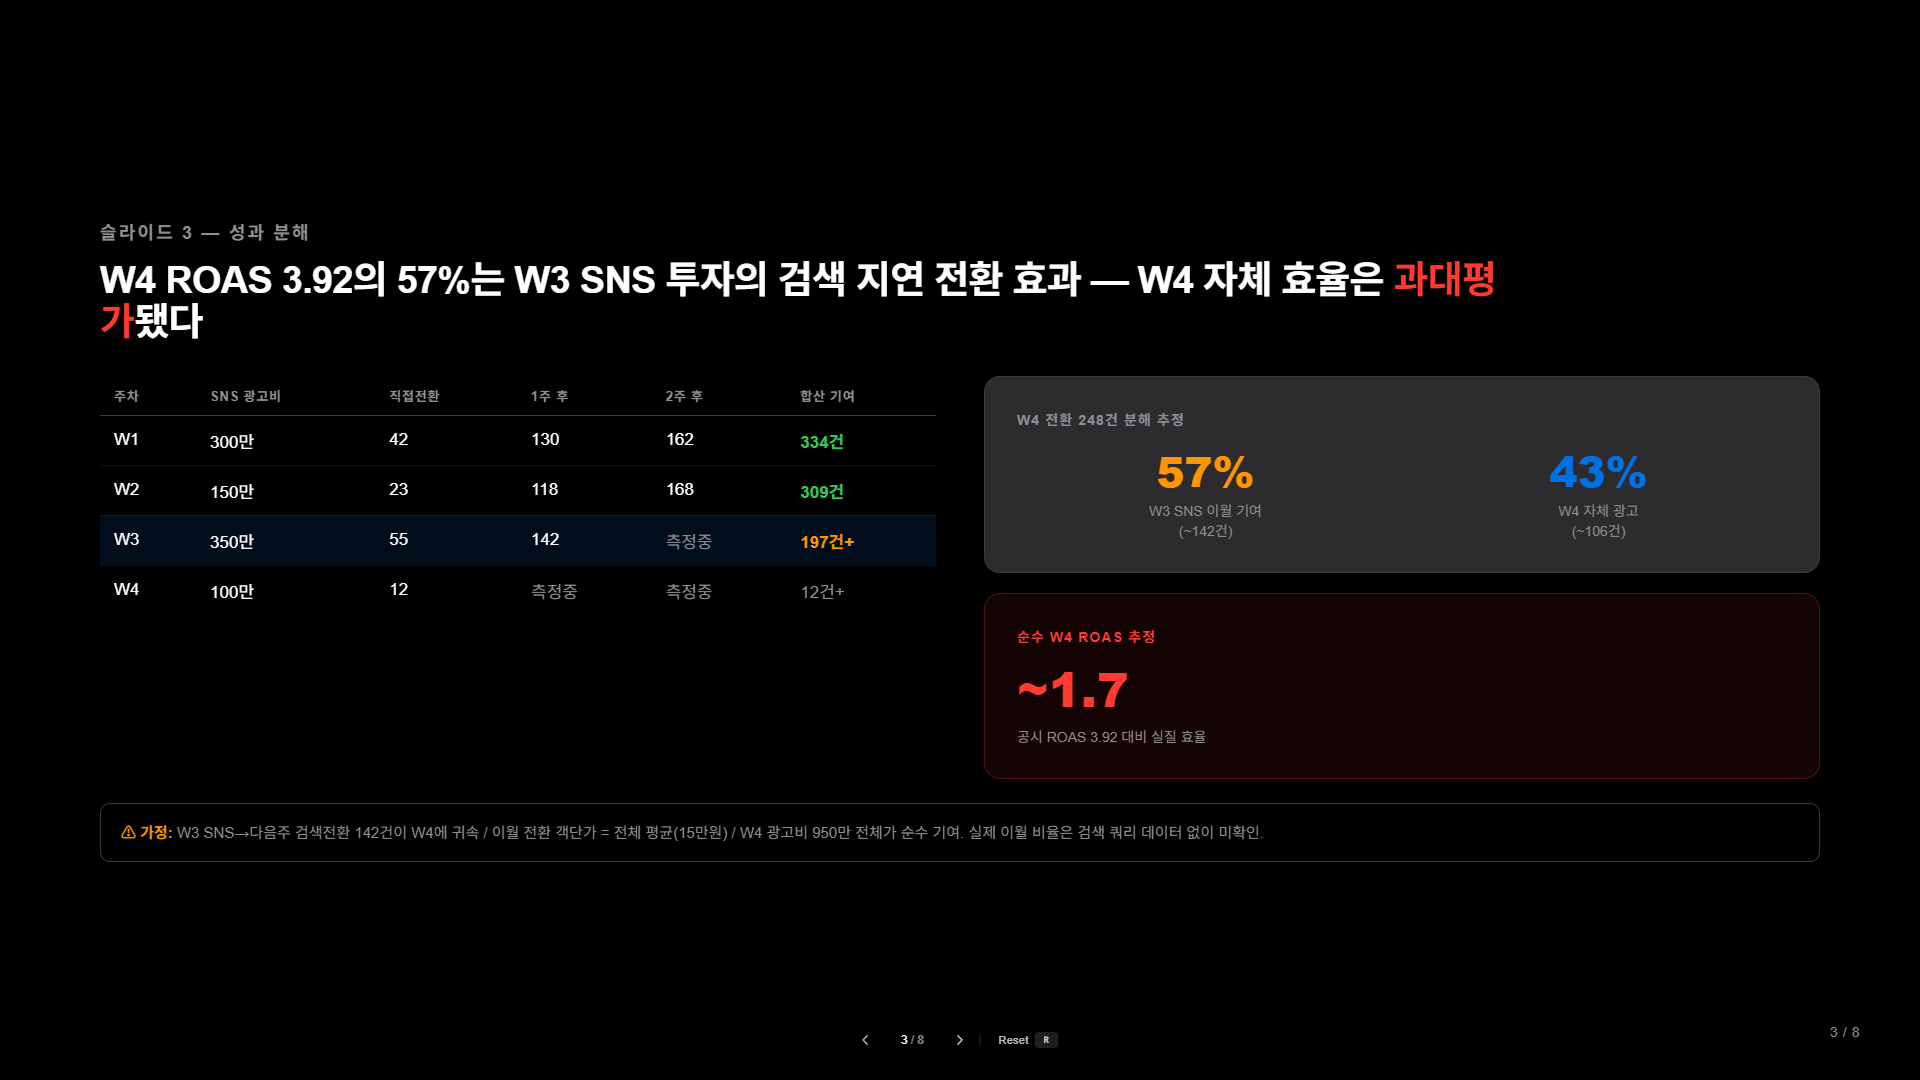 슬라이드 3 — 성과 분해
W4 ROAS 3.92의 57%는 W3 SNS 투자의 검색 지연 전환 효과 — W4 자체 효율은 과대평
가됐다
주차 SNS 광고비 직접전환 1주 후 2주 후 합산 기여
W1 300만 42 130 162 334건
W2 150만 23 118 168 309건
W3 350만 55 142 측정중 197건+
W4 100만 12 측정중 측정중 12건+
W4 전환 248건 분해 추정
57% 43%
W3 SNS 이월 기여 W4 자체 광고
(~142건) (~106건)
순수 W4 ROAS 추정
~1.7
공시 ROAS 3.92 대비 실질 효율
⚠ 가정: W3 SNS→다음주 검색전환 142건이 W4에 귀속 / 이월 전환 객단가 = 전체 평균(15만원) / W4 광고비 950만 전체가 순수 기여. 실제 이월 비율은 검색 쿼리 데이터 없이 미확인.
3 / 8
3 / 8 Reset R